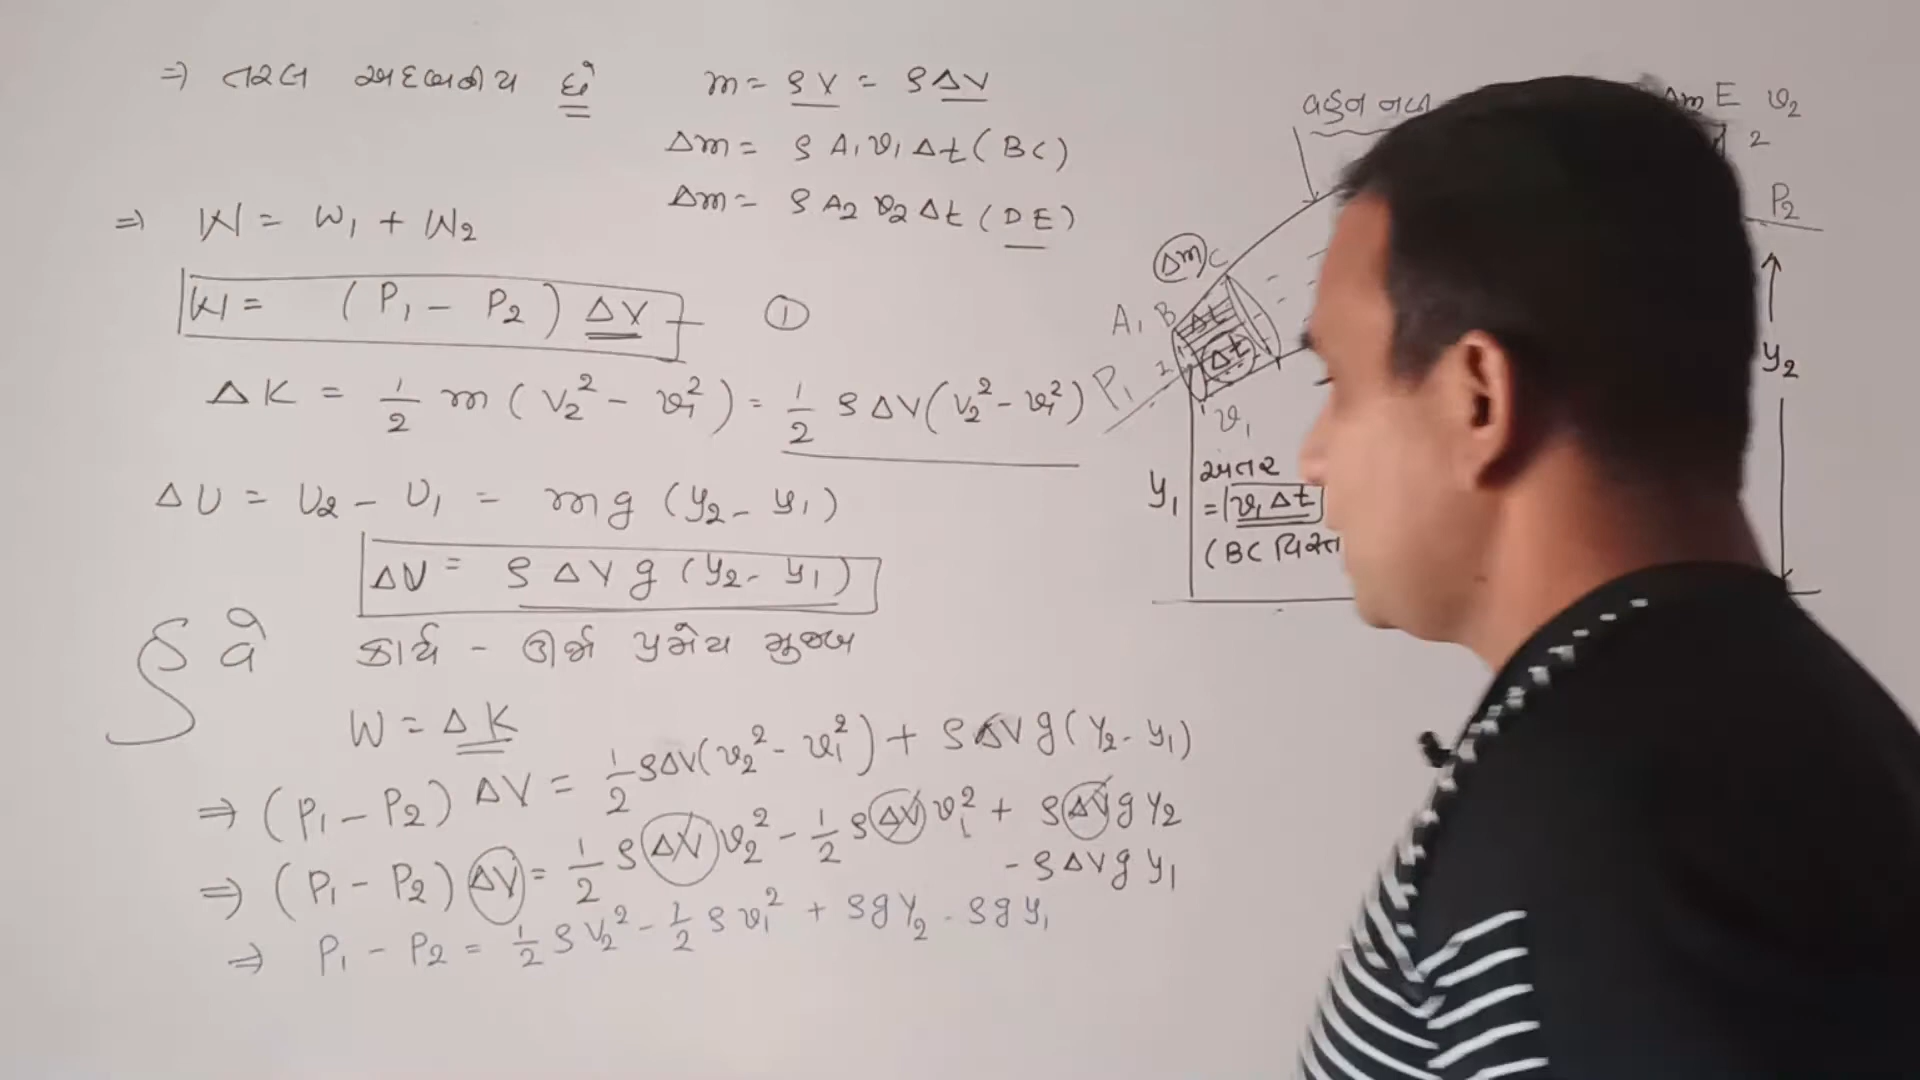 ⇒ તરલ અદબનીય છે
m = ρV = ρΔV
Δm = ρ A₁ v₁ Δt (BC)
Δm = ρ A₂ v₂ Δt (DE)
⇒ W = W₁ + W₂
W = (P₁ - P₂) ΔV ①
ΔK = 1/2 m (v₂² - v₁²) = 1/2 ρΔV (v₂² - v₁²)
ΔU = U₂ - U₁ = mg (y₂ - y₁)
ΔU = ρ ΔV g (y₂ - y₁)
હવે કાર્ય - ઊર્જા પ્રમેય મુજબ
W = ΔK
⇒ (P₁ - P₂) ΔV = 1/2 ρΔV (v₂² - v₁²) + ρΔV g (y₂ - y₁)
⇒ (P₁ - P₂) ΔV = 1/2 ρ ΔV v₂² - 1/2 ρ ΔV v₁² + ρ ΔV g y₂
- ρ ΔV g y₁
⇒ P₁ - P₂ = 1/2 ρ v₂² - 1/2 ρ v₁² + ρ g y₂ - ρ g y₁
વહન નળ
Δm E v₂
2
P₂
Δm C
A₁ B Δt
1 Δt
P₁
v₁
y₂
અંતર
y₁ = v₁ Δt
(BC